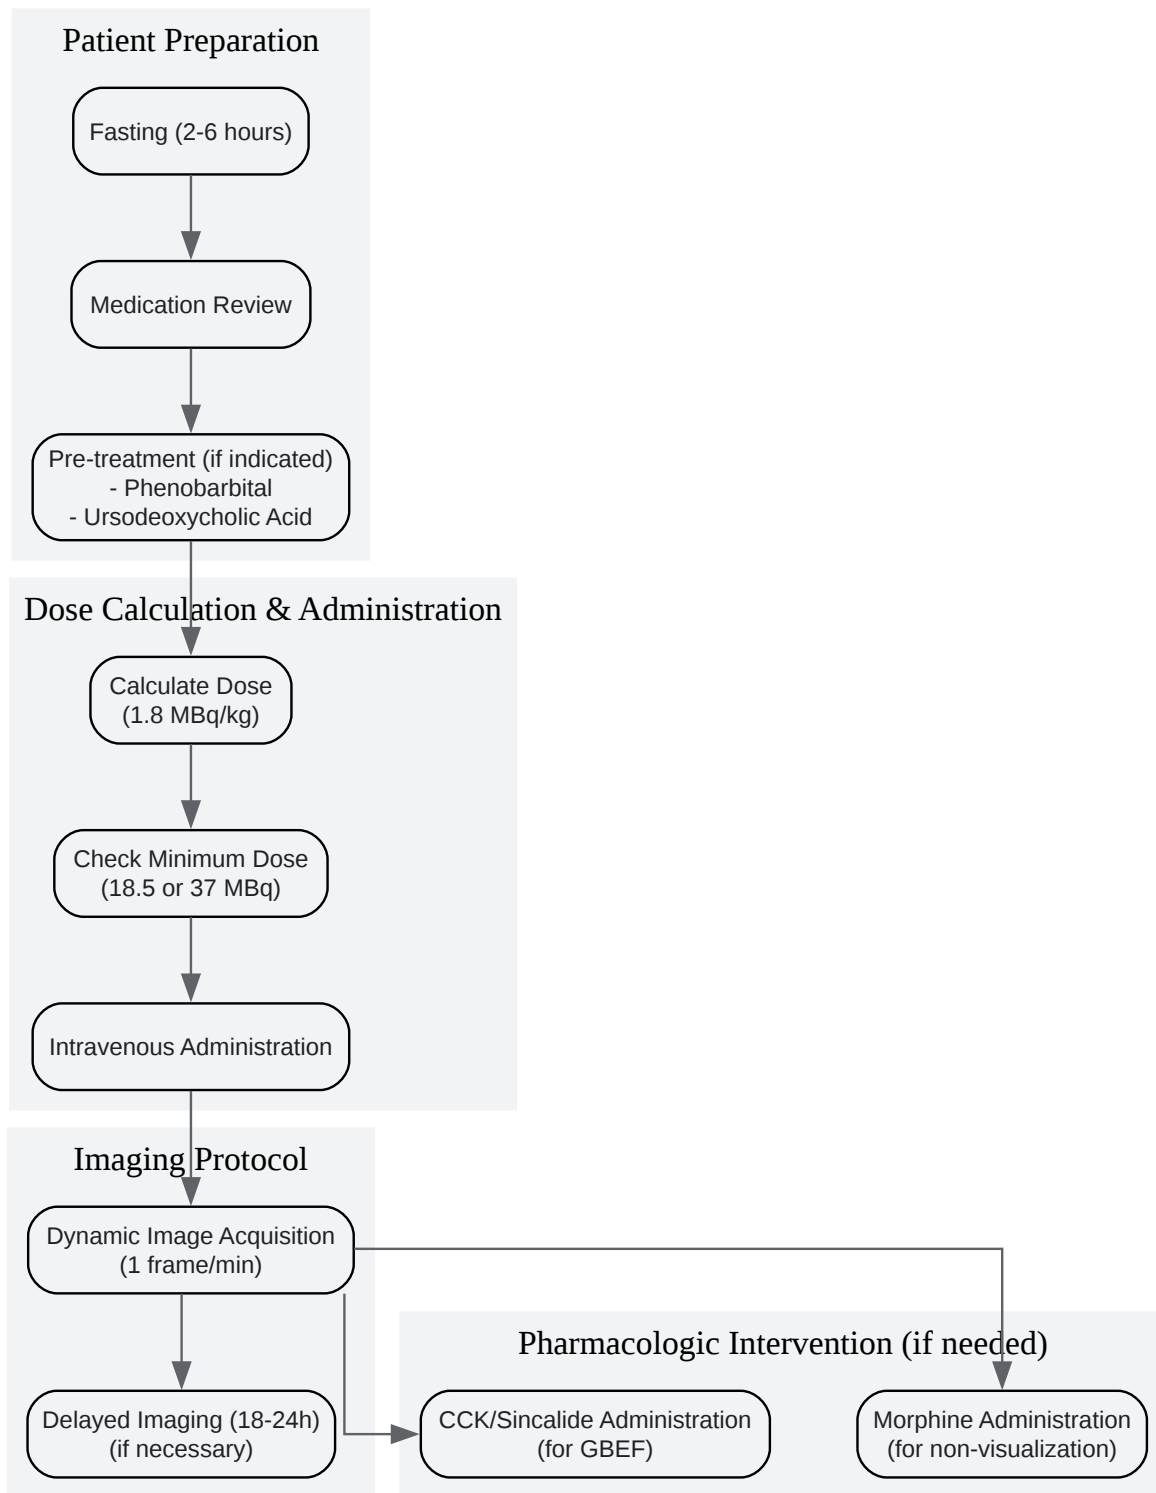 Patient Preparation
Fasting (2-6 hours)
Medication Review
Pre-treatment (if indicated)
- Phenobarbital
- Ursodeoxycholic Acid
Dose Calculation & Administration
Calculate Dose
(1.8 MBq/kg)
Check Minimum Dose
(18.5 or 37 MBq)
Intravenous Administration
Imaging Protocol
Dynamic Image Acquisition
(1 frame/min)
Delayed Imaging (18-24h)
(if necessary)
Pharmacologic Intervention (if needed)
CCK/Sincalide Administration
(for GBEF)
Morphine Administration
(for non-visualization)